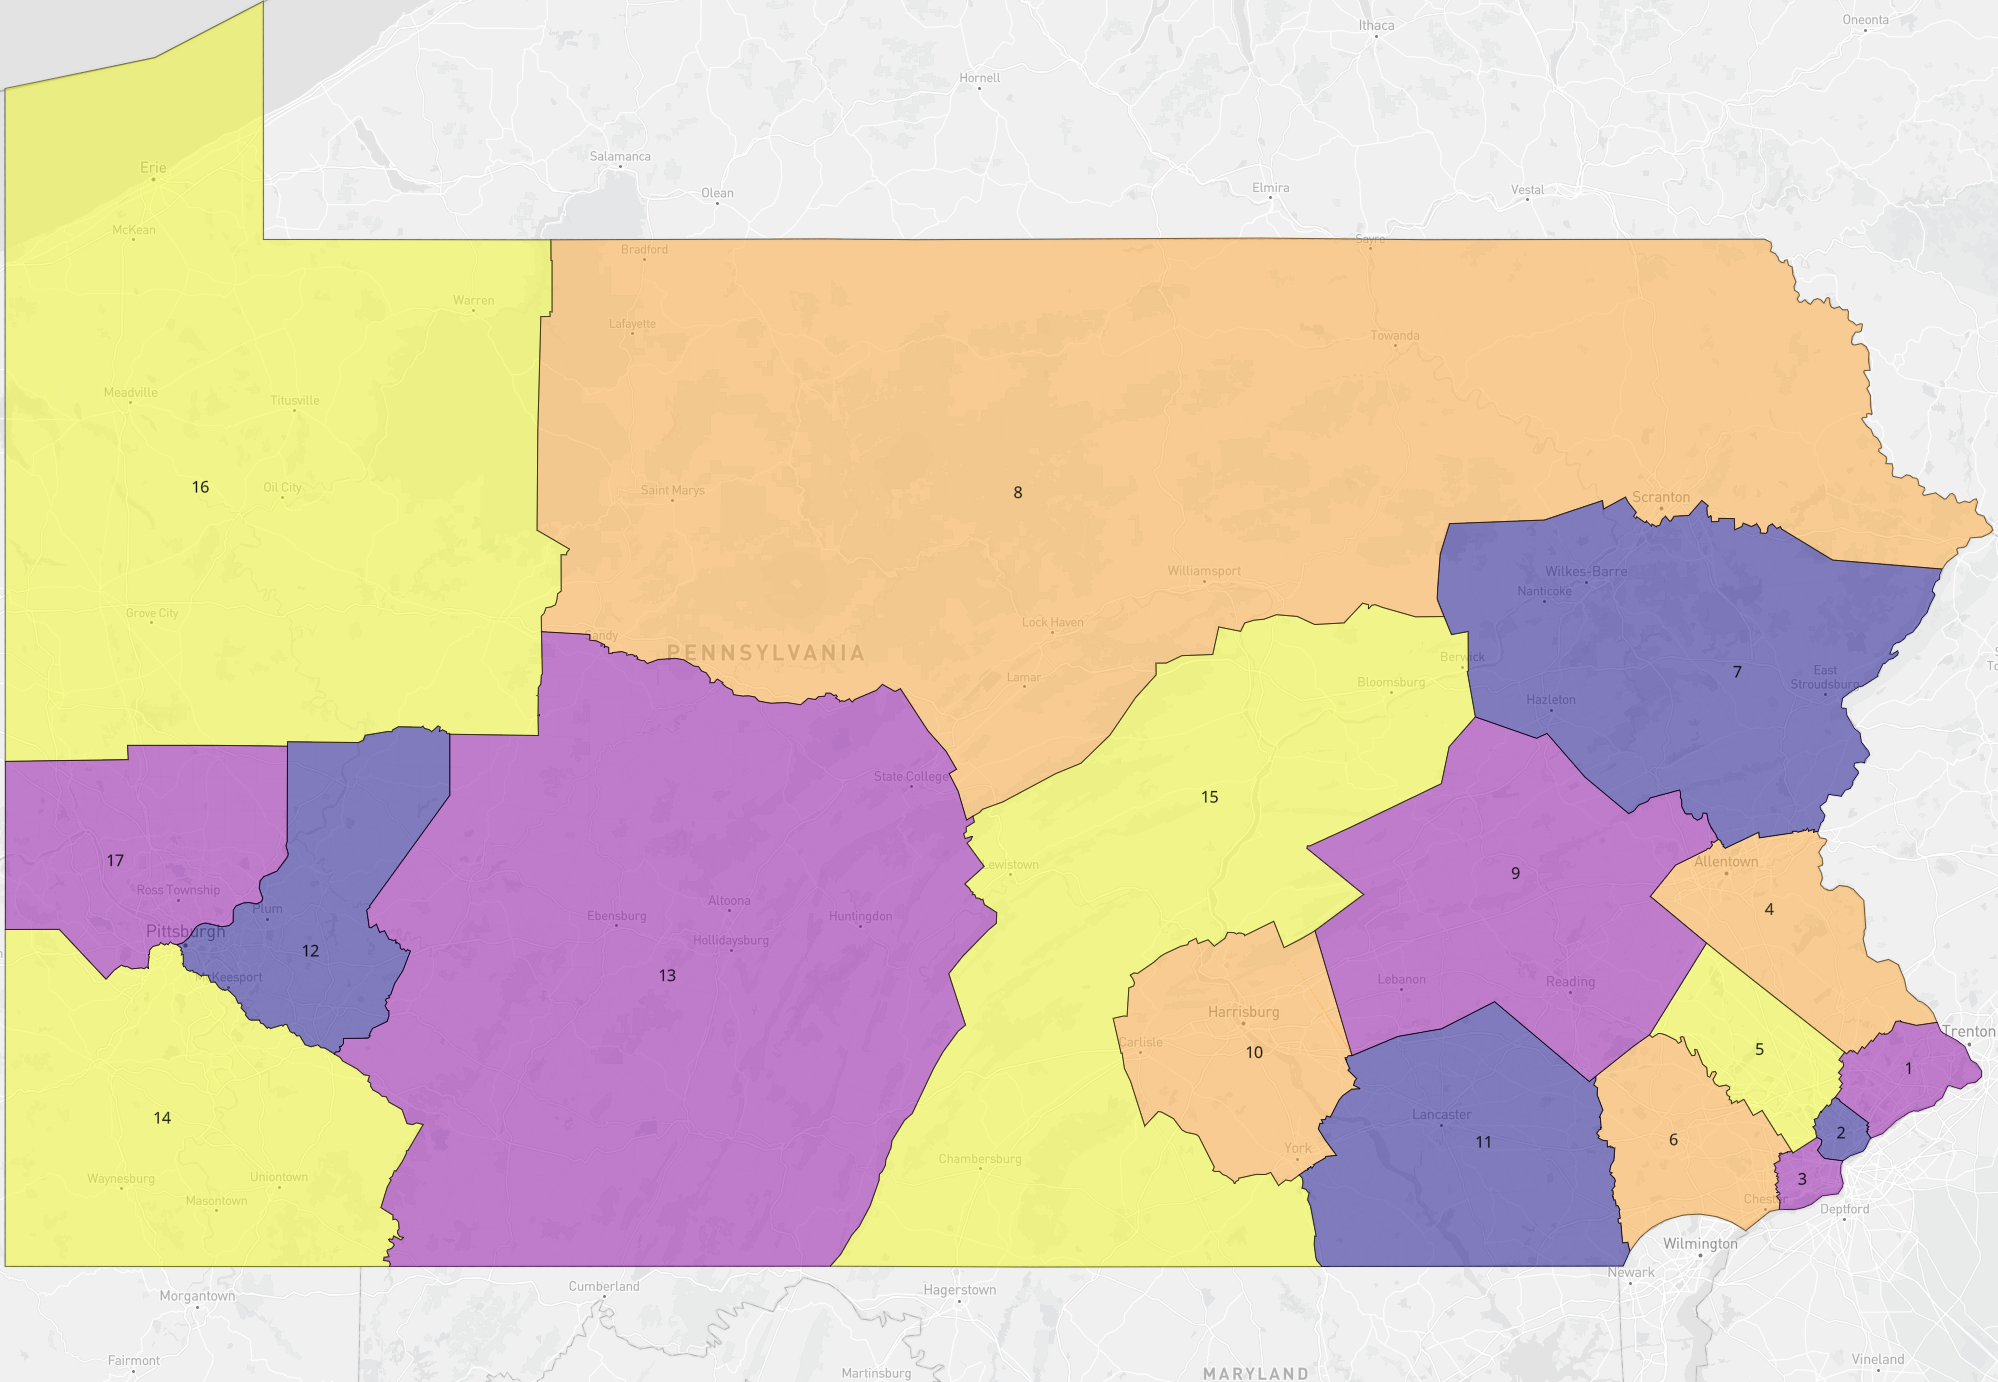 Ithaca
Oneonta
Hornell
Salamanca
Olean
Elmira
Vestal
Erie
McKean
Sayre
Bradford
Warren
Lafayette
Towanda
Meadville
Titusville
16
Oil City
Saint Marys
8
Scranton
Williamsport
Wilkes-Barre
Nanticoke
Grove City
Lock Haven
PENNSYLVANIA
Berwick
7
East
Stroudsburg
Lamar
Bloomsburg
Hazleton
State College
15
17
Allentown
9
Ross Township
Plum
Altoona
Ebensburg
Huntingdon
4
Pittsburgh
12
Hollidaysburg
McKeesport
13
Lebanon
Reading
Harrisburg
Trenton
Carlisle
10
5
1
14
Lancaster
11
6
2
York
Chambersburg
Waynesburg
Uniontown
3
Masontown
Chester
Deptford
Wilmington
Newark
Cumberland
Hagerstown
Morgantown
Fairmont
Martinsburg
MARYLAND
Vineland